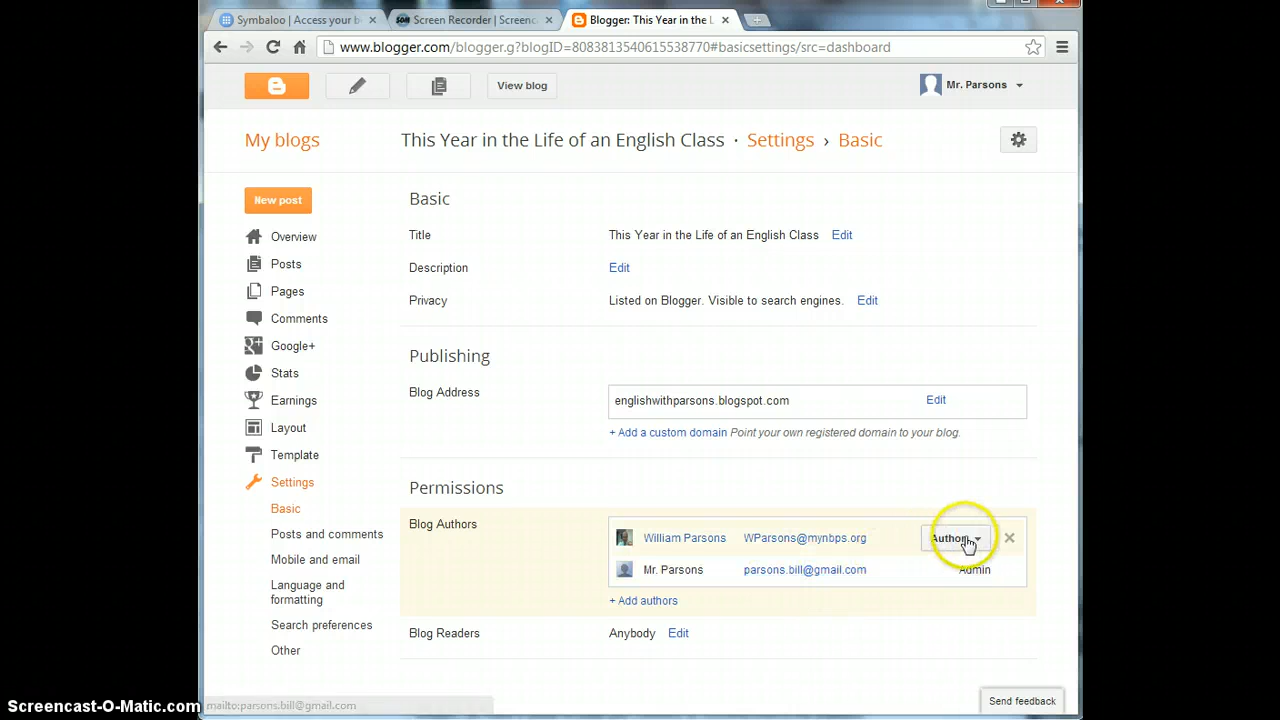 Symbaloo | Access your b
Screen Recorder | Screenc
Blogger: This Year in the L
www.blogger.com/blogger.g?blogID=8083813540615538770#basicsettings/src=dashboard
View blog
Mr. Parsons
My blogs
This Year in the Life of an English Class · Settings › Basic
New post
Overview
Posts
Pages
Comments
Google+
Stats
Earnings
Layout
Template
Settings
Basic
Posts and comments
Mobile and email
Language and
formatting
Search preferences
Other
Basic
Title This Year in the Life of an English Class Edit
Description Edit
Privacy Listed on Blogger. Visible to search engines. Edit
Publishing
Blog Address englishwithparsons.blogspot.com Edit
+ Add a custom domain Point your own registered domain to your blog.
Permissions
Blog Authors William Parsons WParsons@mynbps.org Author
Mr. Parsons parsons.bill@gmail.com Admin
+ Add authors
Blog Readers Anybody Edit
Send feedback
mailto:parsons.bill@gmail.com
Screencast-O-Matic.com